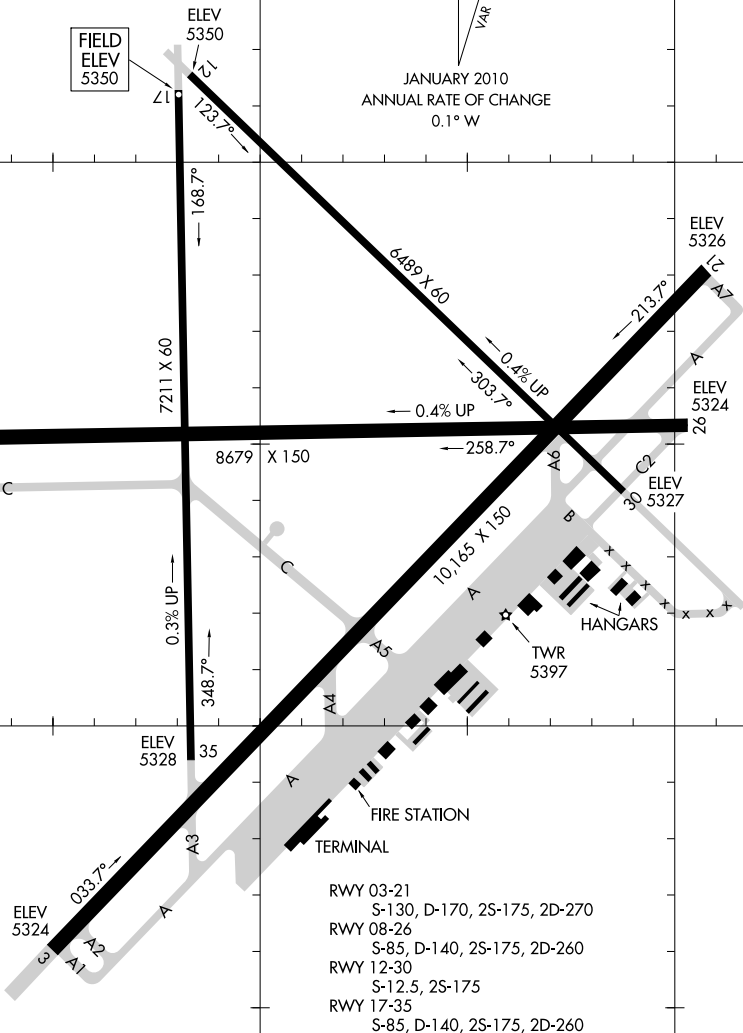 ELEV
5350
FIELD
ELEV
5350
VAR
JANUARY 2010
ANNUAL RATE OF CHANGE
0.1° W
12
17
123.7°
168.7°
ELEV
5326
21
A7
6489 X 60
213.7°
A
7211 X 60
0.4% UP
303.7°
0.4% UP
ELEV
5324
26
258.7°
8679 X 150
A6
C2
C
ELEV
5327
30
B
10,165 X 150
C
A
0.3% UP
HANGARS
TWR
5397
A5
348.7°
A4
ELEV
5328
35
A
FIRE STATION
A3
TERMINAL
033.7°
A
RWY 03-21
S-130, D-170, 2S-175, 2D-270
RWY 08-26
S-85, D-140, 2S-175, 2D-260
RWY 12-30
S-12.5, 2S-175
RWY 17-35
S-85, D-140, 2S-175, 2D-260
ELEV
5324
3
A2
A1